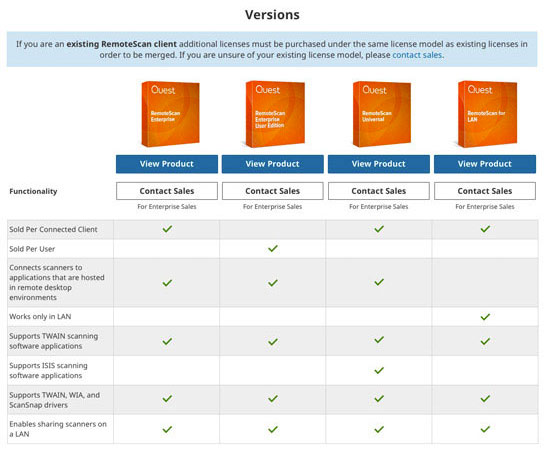 Versions
If you are an existing RemoteScan client additional licenses must be purchased under the same license model as existing licenses in
order to be merged. If you are unsure of your existing license model, please contact sales.
Quest
RemoteScan
Enterprise
Quest
RemoteScan
Enterprise
User Edition
Quest
RemoteScan
Universal
Quest
RemoteScan for
LAN
View Product
View Product
View Product
View Product
Functionality
Contact Sales
Contact Sales
Contact Sales
Contact Sales
For Enterprise Sales
For Enterprise Sales
For Enterprise Sales
For Enterprise Sales
Sold Per Connected Client
Sold Per User
Connects scanners to
applications that are hosted
in remote desktop
environments
Works only in LAN
Supports TWAIN scanning
software applications
Supports ISIS scanning
software applications
Supports TWAIN, WIA, and
ScanSnap drivers
Enables sharing scanners on
a LAN